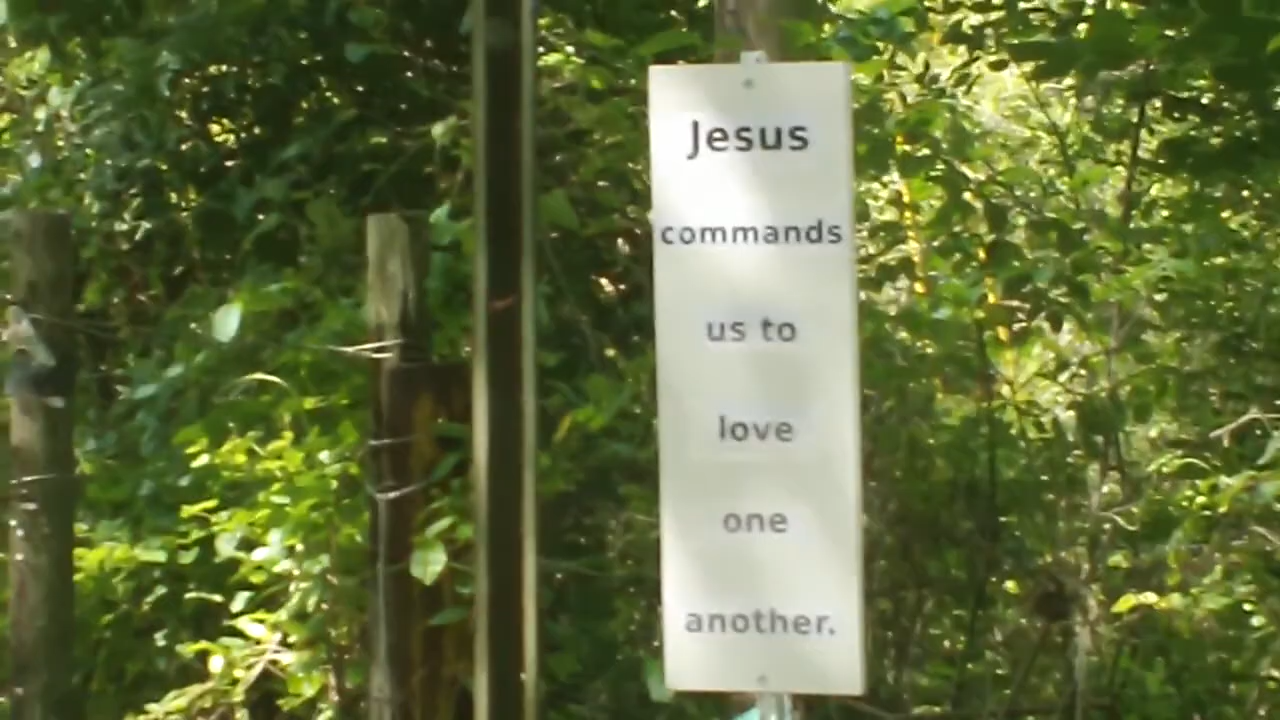 Jesus
commands
us to
love
one
another.